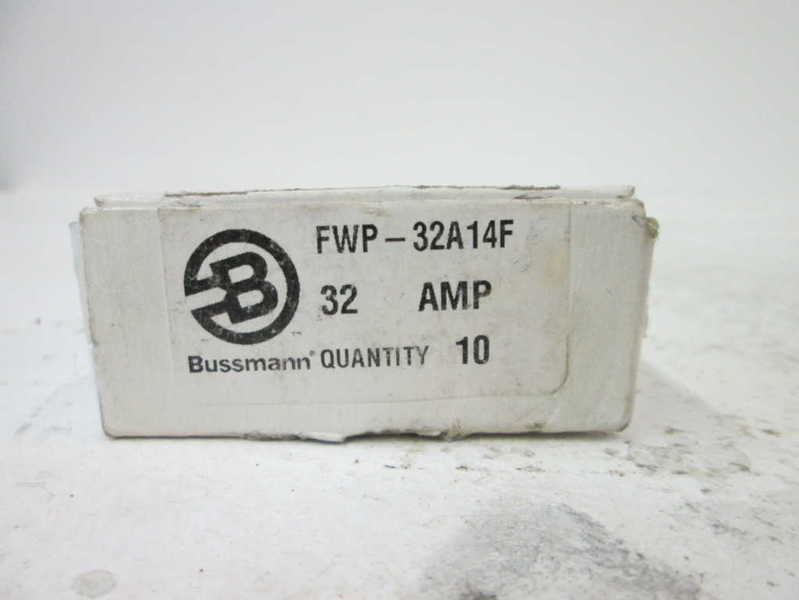 B
FWP-32A14F
32 AMP
Bussmann® QUANTITY 10